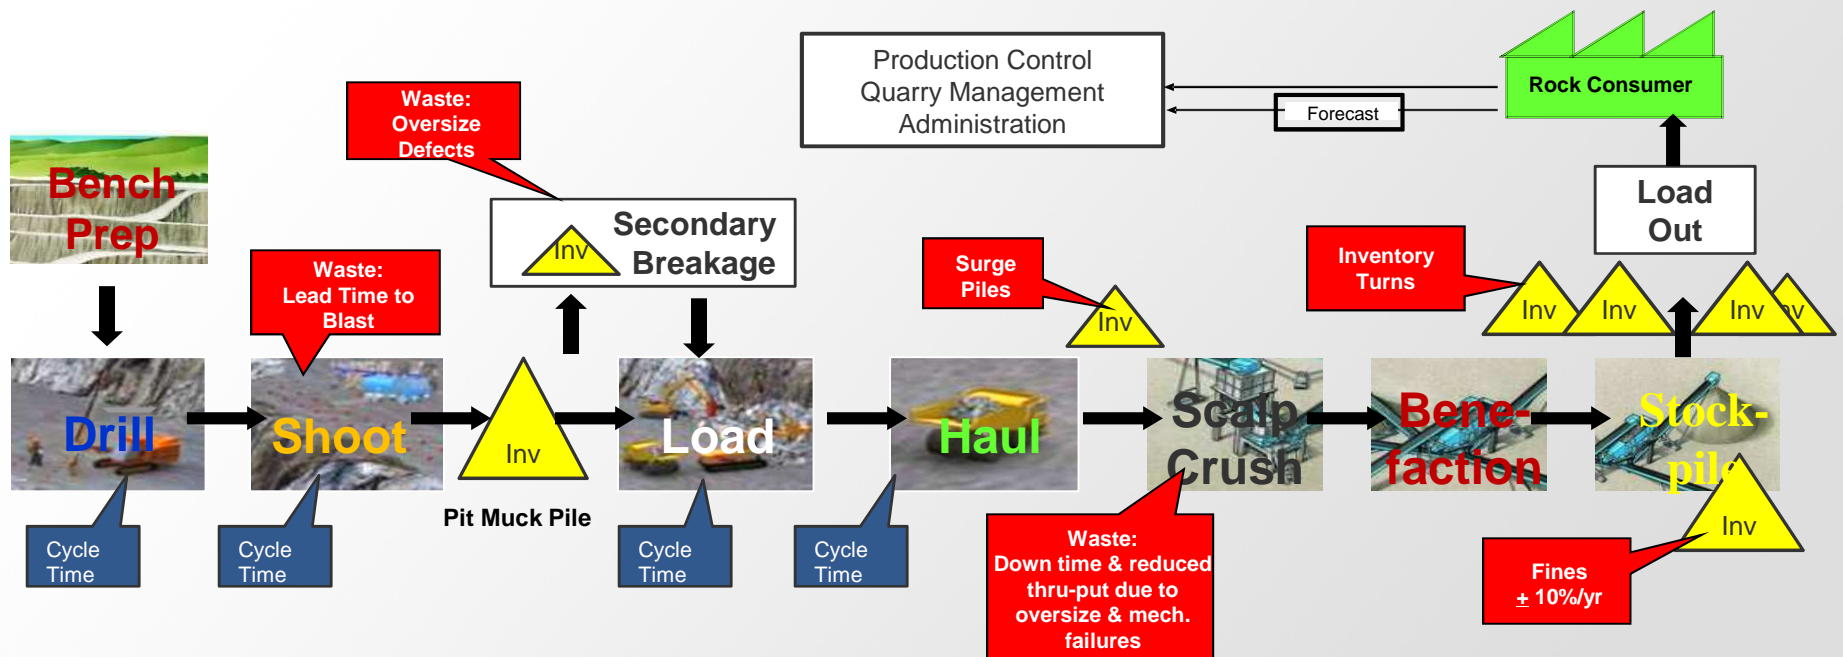 Production Control
Quarry Management
Administration
Forecast
Rock Consumer
Waste:
Oversize
Defects
Bench
Prep
Load
Out
Inv
Secondary
Breakage
Waste:
Lead Time to
Blast
Surge
Piles
Inv
Inventory
Turns
Inv
Inv
Inv
nv
Drill
Shoot
Inv
Load
Haul
Scalp
Crush
Bene-
faction
Stock-
pile
Pit Muck Pile
Cycle
Time
Cycle
Time
Cycle
Time
Cycle
Time
Waste:
Down time & reduced
thru-put due to
oversize & mech.
failures
Inv
Fines
± 10%/yr